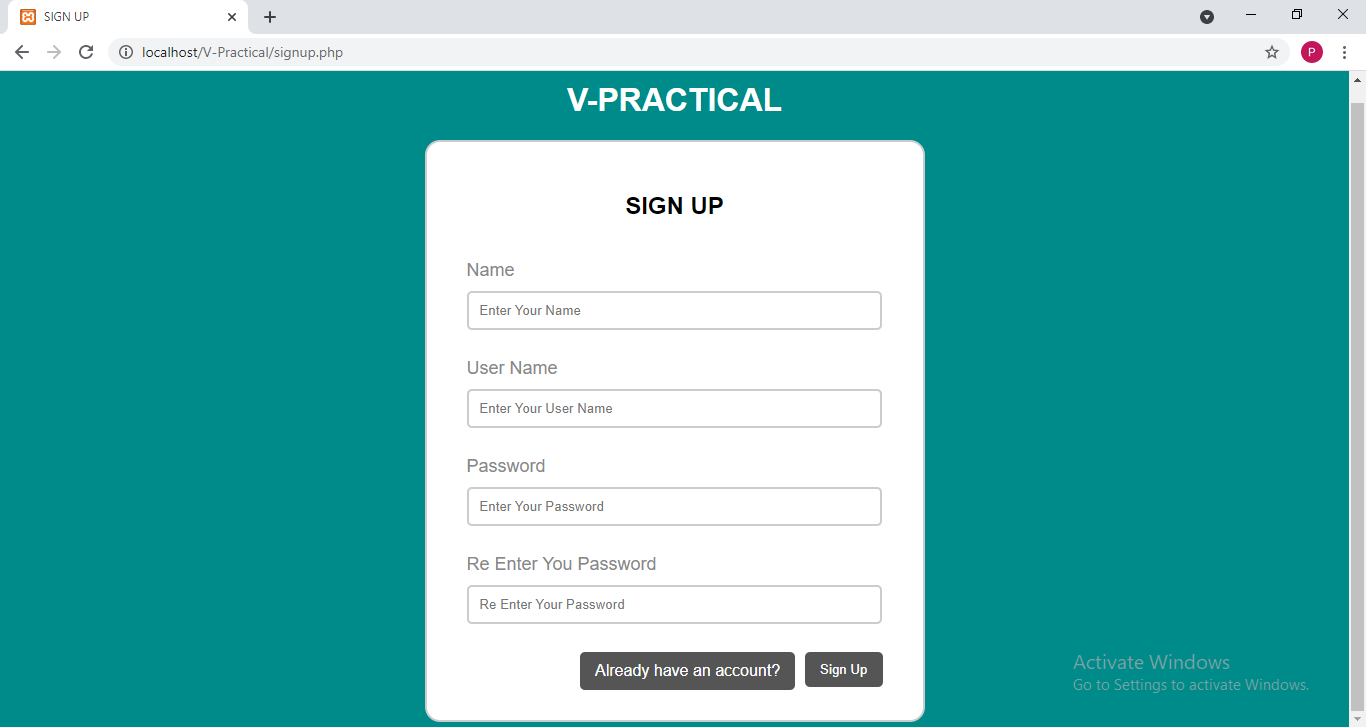 SIGN UP
localhost/V-Practical/signup.php
P
V-PRACTICAL
SIGN UP
Name
Enter Your Name
User Name
Enter Your User Name
Password
Enter Your Password
Re Enter You Password
Re Enter Your Password
Already have an account?
Sign Up
Activate Windows
Go to Settings to activate Windows.